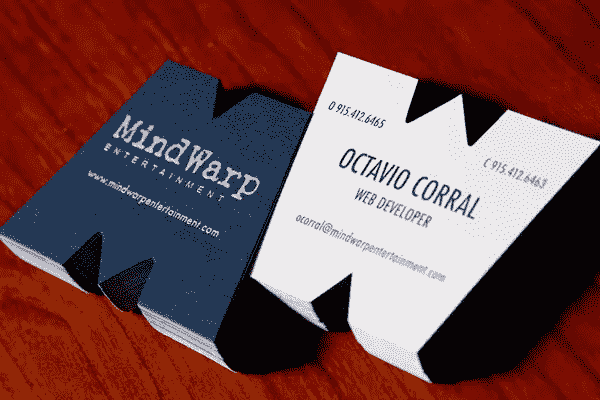 MindWarp
ENTERTAINMENT
www.mindwarpentertainment.com
O 915.412.6465
C 915.412.6463
OCTAVIO CORRAL
WEB DEVELOPER
ocorral@mindwarpentertainment.com